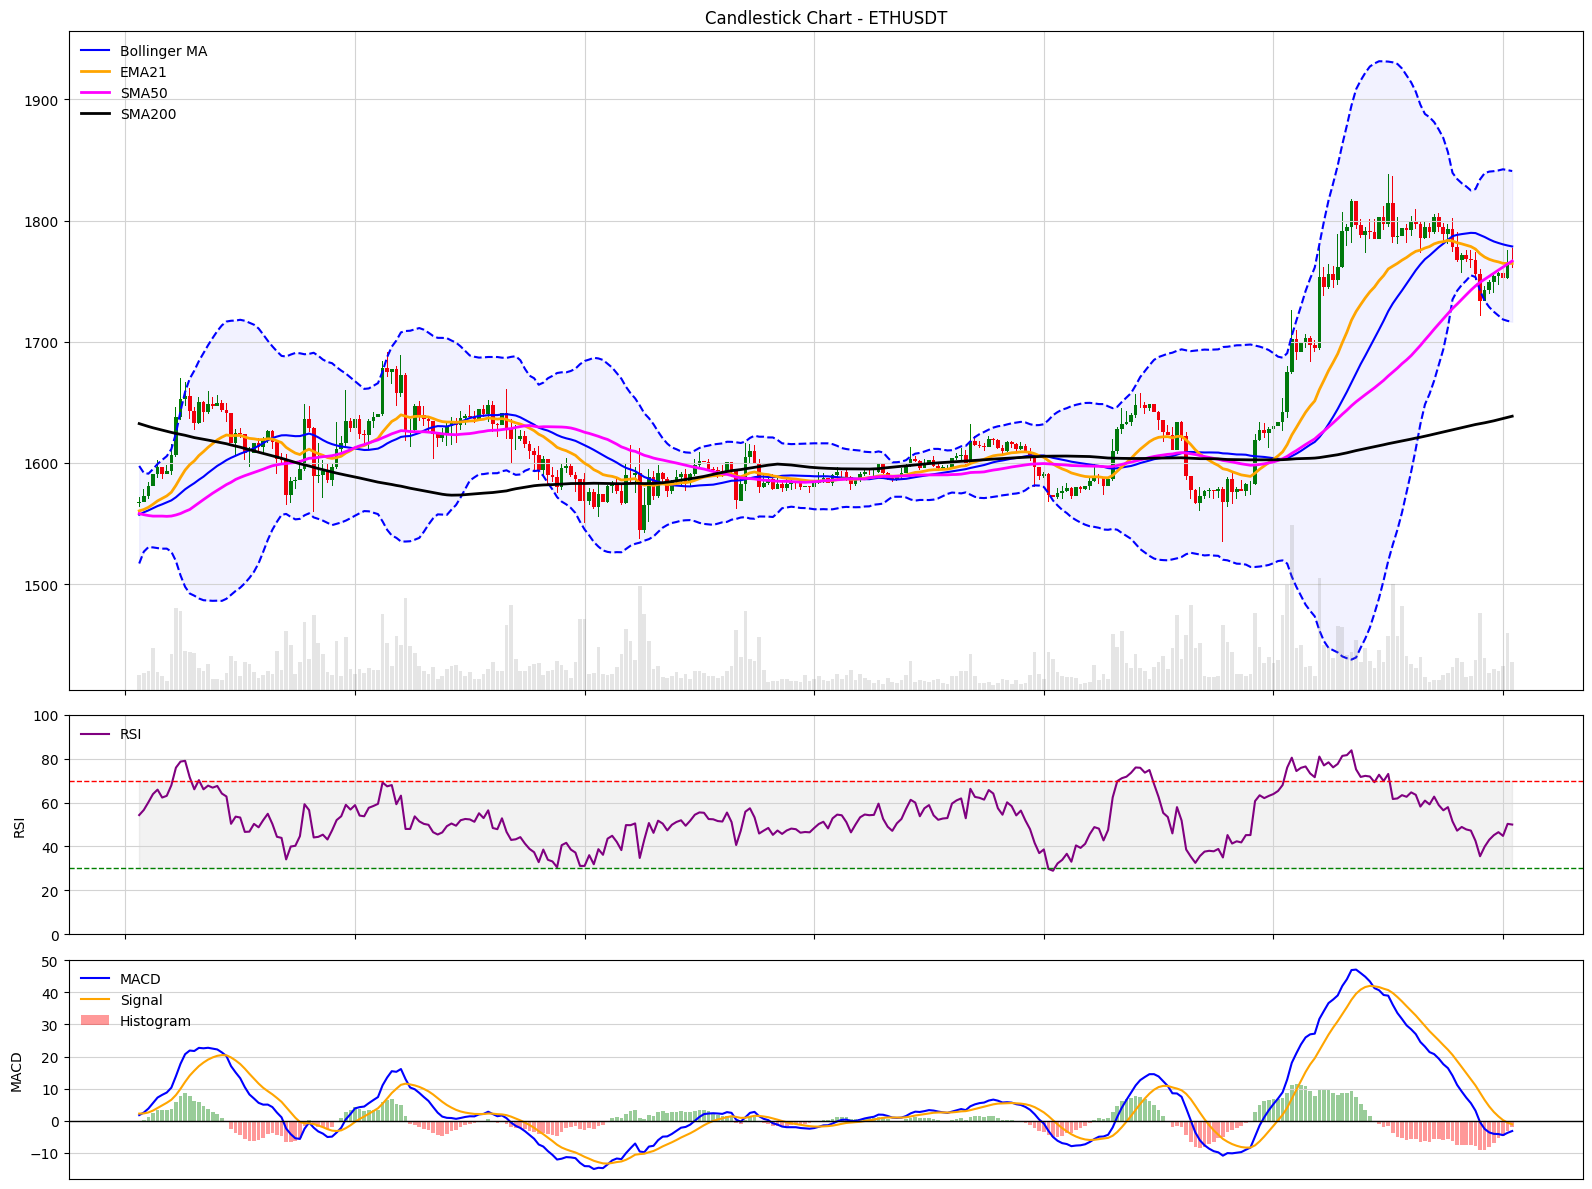 Candlestick Chart - ETHUSDT
Bollinger MA
EMA21
SMA50
SMA200
1900
1800
1700
1600
1500
RSI
100
80
60
40
20
0
RSI
MACD
Signal
Histogram
50
40
30
20
10
0
−10
MACD